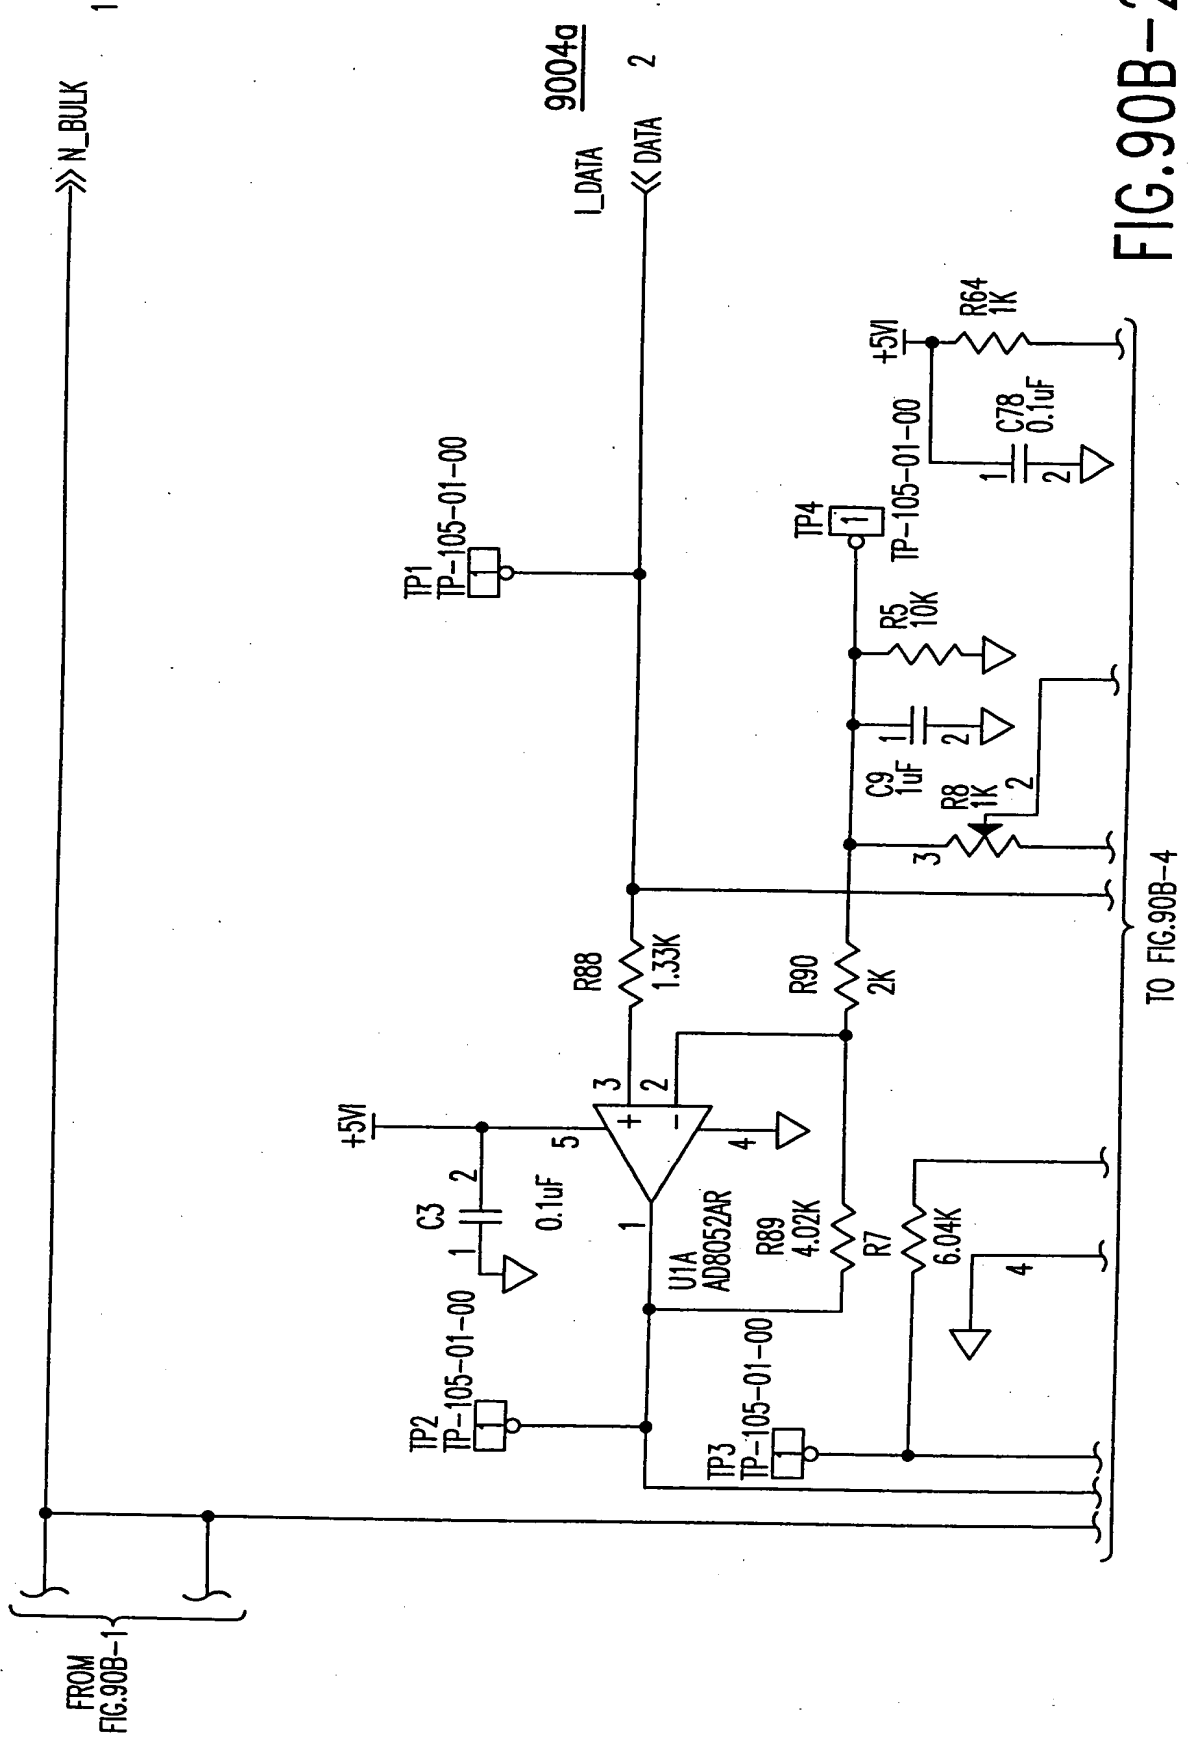 FROM
FIG.90B-1
N_BULK
1
TP2
TP-105-01-00
1
C3
1
2
0.1uF
+5VI
TP1
TP-105-01-00
1
I_DATA
DATA
2
9004a
5
3
2
+
-
1
4
U1A
AD8052AR
R88
1.33K
TP3
TP-105-01-00
1
R89
4.02K
R7
6.04K
4
R90
2K
3
R8
1K
2
C9
1uF
1
2
R5
10K
TP4
1
TP-105-01-00
+5VI
1
2
C78
0.1uF
R64
1K
TO FIG.90B-4
FIG.90B-2